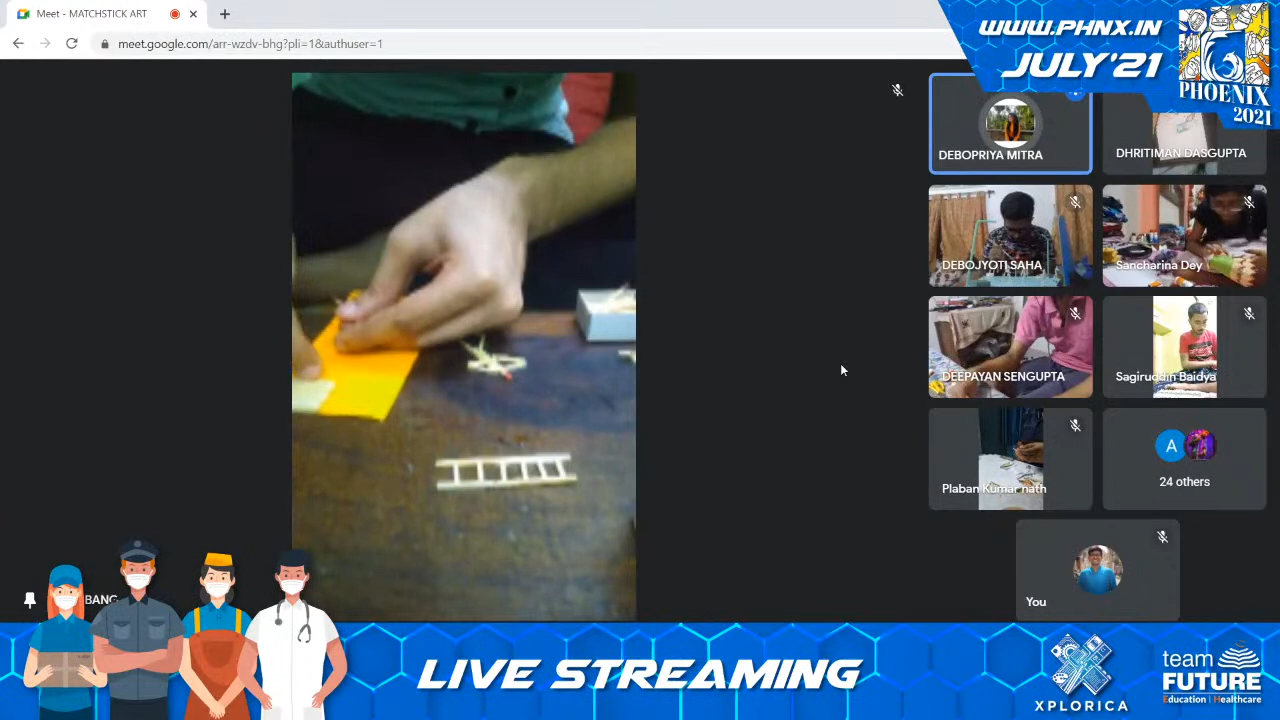 Meet - MATCHSTICK ART
meet.google.com/arr-wzdv-bhg?pli=1&authuser=1
WWW.PHNX.IN
JULY'21
PHOENIX
2021
DEBOPRIYA MITRA
DHRITIMAN DASGUPTA
DEBOJYOTI SAHA
Sancharina Dey
DEEPAYAN SENGUPTA
Sagiruddin Baidya
Plaban Kumar nath
A
24 others
You
BANG
LIVE STREAMING
XPLORICA
team
FUTURE
Education | Healthcare